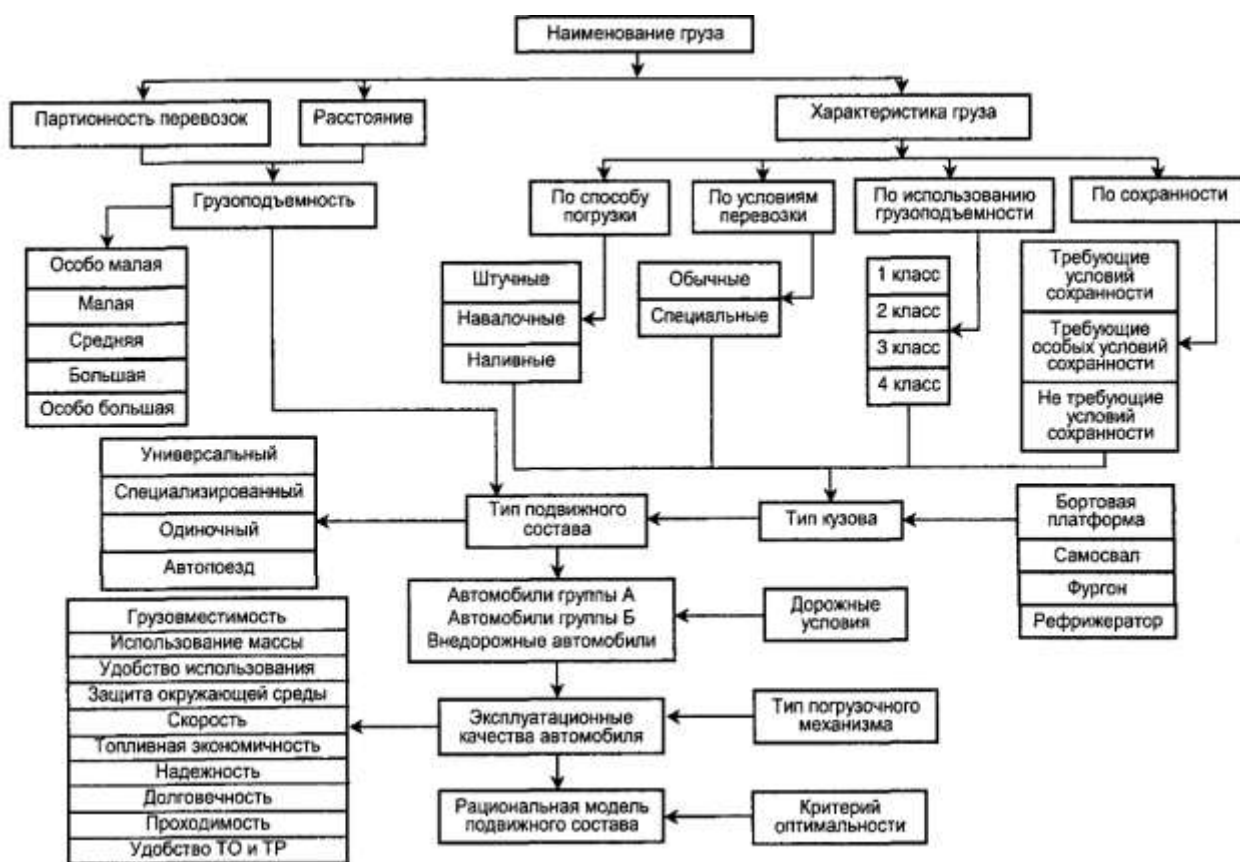 Наименование груза
Партионность перевозок
Расстояние
Характеристика груза
Грузоподъемность
По способу
погрузки
По условиям
перевозки
По использованию
грузоподъемности
По сохранности
Особо малая
Малая
Средняя
Большая
Особо большая
Штучные
Навалочные
Наливные
Обычные
Специальные
1 класс
2 класс
3 класс
4 класс
Требующие
условий
сохранности
Требующие
особых условий
сохранности
Не требующие
условий
сохранности
Универсальный
Специализированный
Одиночный
Автопоезд
Тип подвижного
состава
Тип кузова
Бортовая
платформа
Самосвал
Фургон
Рефрижератор
Автомобили группы А
Автомобили группы Б
Внедорожные автомобили
Дорожные
условия
Грузовместимость
Использование массы
Удобство использования
Защита окружающей среды
Скорость
Топливная экономичность
Надежность
Долговечность
Проходимость
Удобство ТО и ТР
Эксплуатационные
качества автомобиля
Тип погрузочного
механизма
Рациональная модель
подвижного состава
Критерий
оптимальности